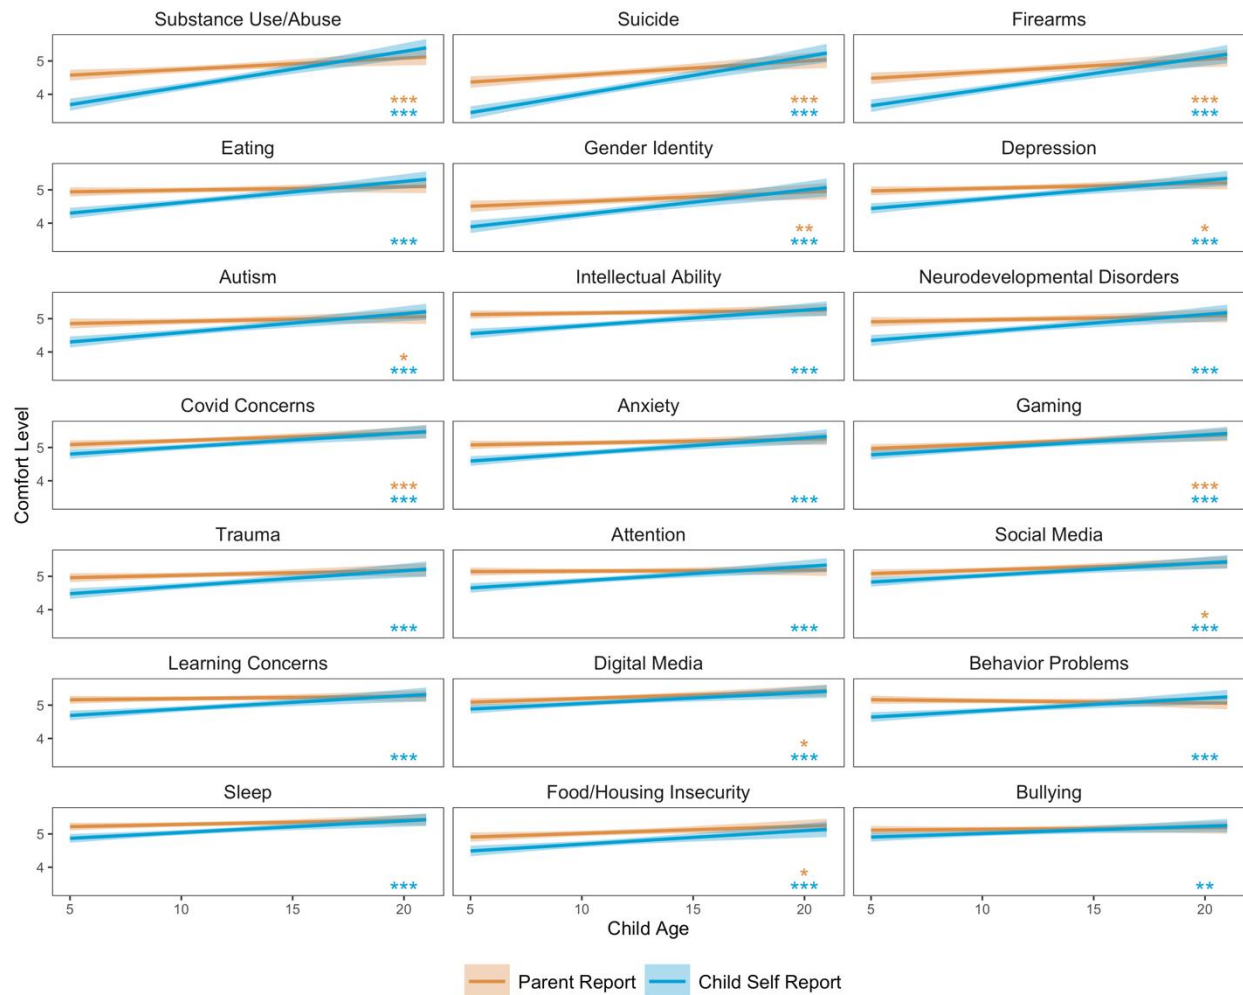 Substance Use/Abuse Suicide Firearms
5
4
*** *** ***
*** *** ***
Eating Gender Identity Depression
5
4
** *
*** *** ***
Autism Intellectual Ability Neurodevelopmental Disorders
5
4
*
*** *** ***
Covid Concerns Anxiety Gaming
5
4
*** ***
*** *** ***
Comfort Level
Trauma Attention Social Media
5
4
*
*** *** ***
Learning Concerns Digital Media Behavior Problems
5
4
*
*** *** ***
Sleep Food/Housing Insecurity Bullying
5
4
*
*** *** **
5 10 15 20 5 10 15 20 5 10 15 20
Child Age
Parent Report Child Self Report